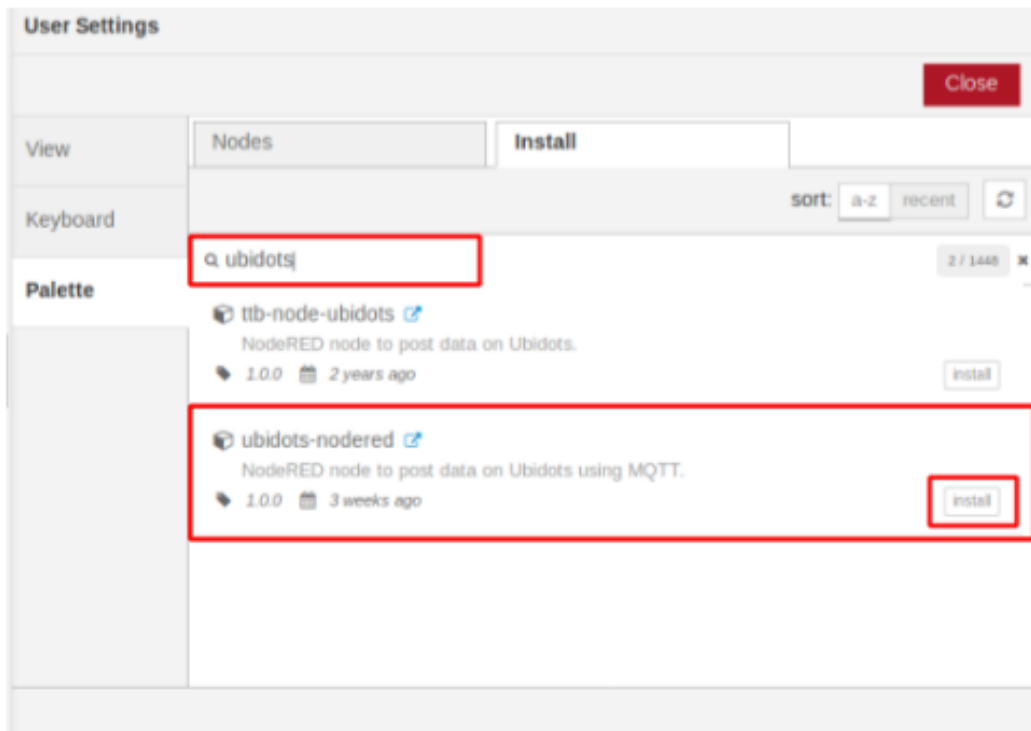 User Settings
Close
View
Keyboard
Palette
Nodes
Install
sort: a-z recent
ubidots
2 / 1448
ttb-node-ubidots
NodeRED node to post data on Ubidots.
1.0.0 2 years ago
install
ubidots-nodered
NodeRED node to post data on Ubidots using MQTT.
1.0.0 3 weeks ago
install